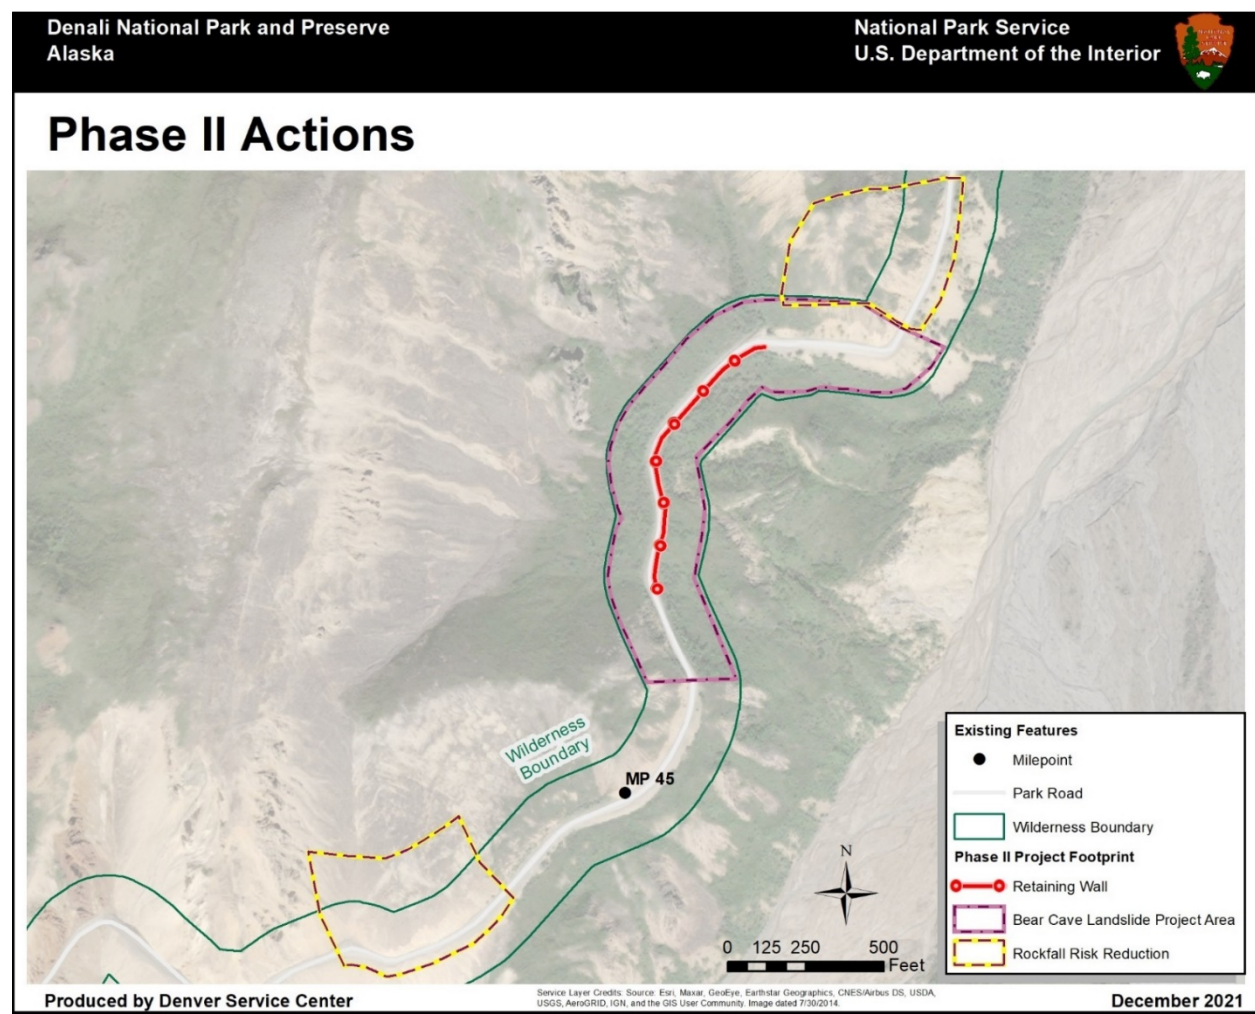 Denali National Park and Preserve
Alaska
National Park Service
U.S. Department of the Interior
Phase II Actions
Wilderness
Boundary
MP 45
N
0 125 250 500
Feet
Existing Features
Milepoint
Park Road
Wilderness Boundary
Phase II Project Footprint
Retaining Wall
Bear Cave Landslide Project Area
Rockfall Risk Reduction
Produced by Denver Service Center
Service Layer Credits: Source: Esri, Maxar, GeoEye, Earthstar Geographics, CNES/Airbus DS, USDA,
USGS, AeroGRID, IGN, and the GIS User Community. Image dated 7/30/2014.
December 2021